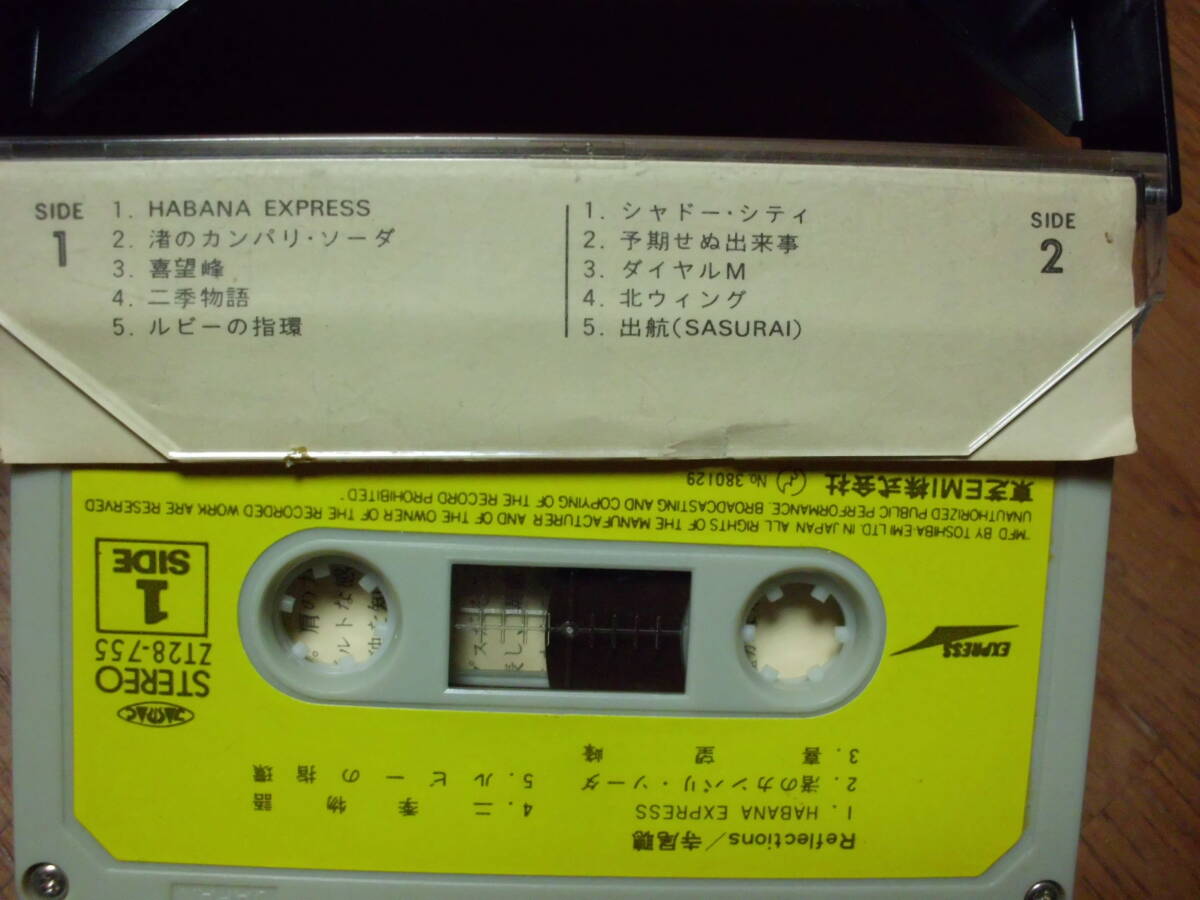 SIDE
1
1. HABANA EXPRESS
2. 渚のカンパリ・ソーダ
3. 喜望峰
4. 二季物語
5. ルビーの指環
1. シャドー・シティ
2. 予期せぬ出来事
3. ダイヤルM
4. 北ウィング
5. 出航(SASURAI)
SIDE
2
Reflections/寺尾聰
1. HABANA EXPRESS
2. 渚のカンパリ・ソーダ
3. 喜望峰
4. 二季物語
5. ルビーの指環
JASRAC
STEREO
ZT28-755
SIDE
1
EXPRESS
"MFD BY TOSHIBA-EMI LTD IN JAPAN ALL RIGHTS OF THE MANUFACTURER AND OF THE OWNER OF THE RECORDED WORK ARE RESERVED
UNAUTHORIZED PUBLIC PERFORMANCE BROADCASTING AND COPYING OF THE RECORD PROHIBITED"
東芝EMI株式会社 Ⓟ No 380129